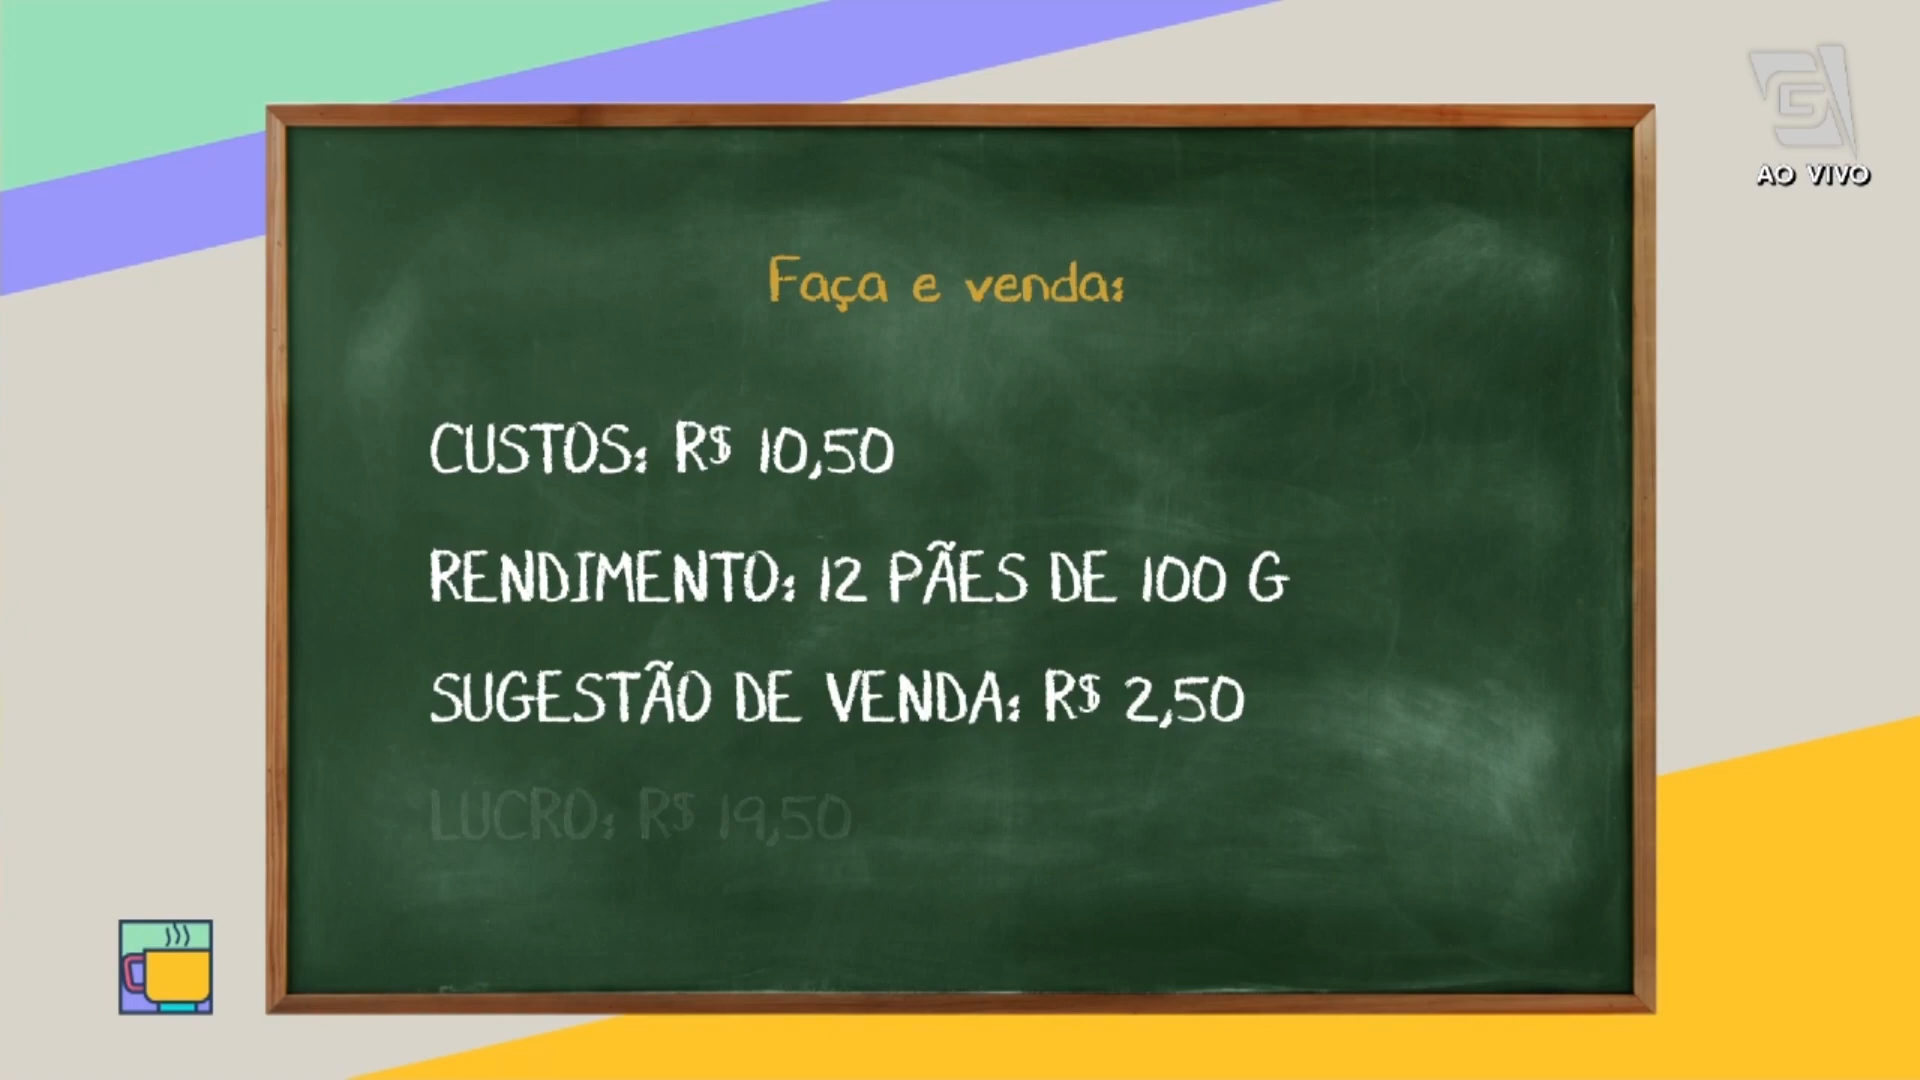 AO VIVO
Faça e venda:
CUSTOS: R$ 10,50
RENDIMENTO: 12 PÃES DE 100 G
SUGESTÃO DE VENDA: R$ 2,50
LUCRO: R$ 19,50